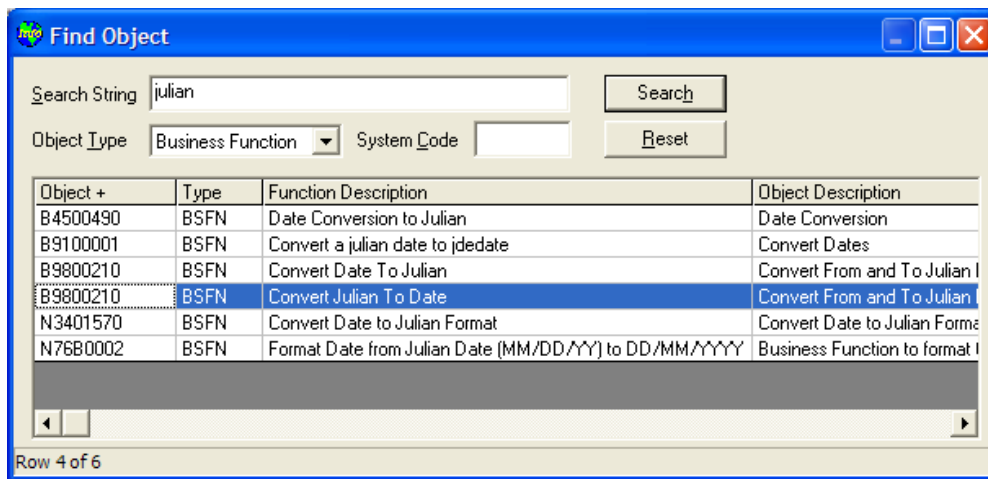 Find Object
Search String julian Search
Object Type Business Function System Code Reset
Object + Type Function Description Object Description
B4500490 BSFN Date Conversion to Julian Date Conversion
B9100001 BSFN Convert a julian date to jdedate Convert Dates
B9800210 BSFN Convert Date To Julian Convert From and To Julian
B9800210 BSFN Convert Julian To Date Convert From and To Julian
N3401570 BSFN Convert Date to Julian Format Convert Date to Julian Forma
N76B0002 BSFN Format Date from Julian Date (MM/DD/YY) to DD/MM/YYYY Business Function to format
Row 4 of 6